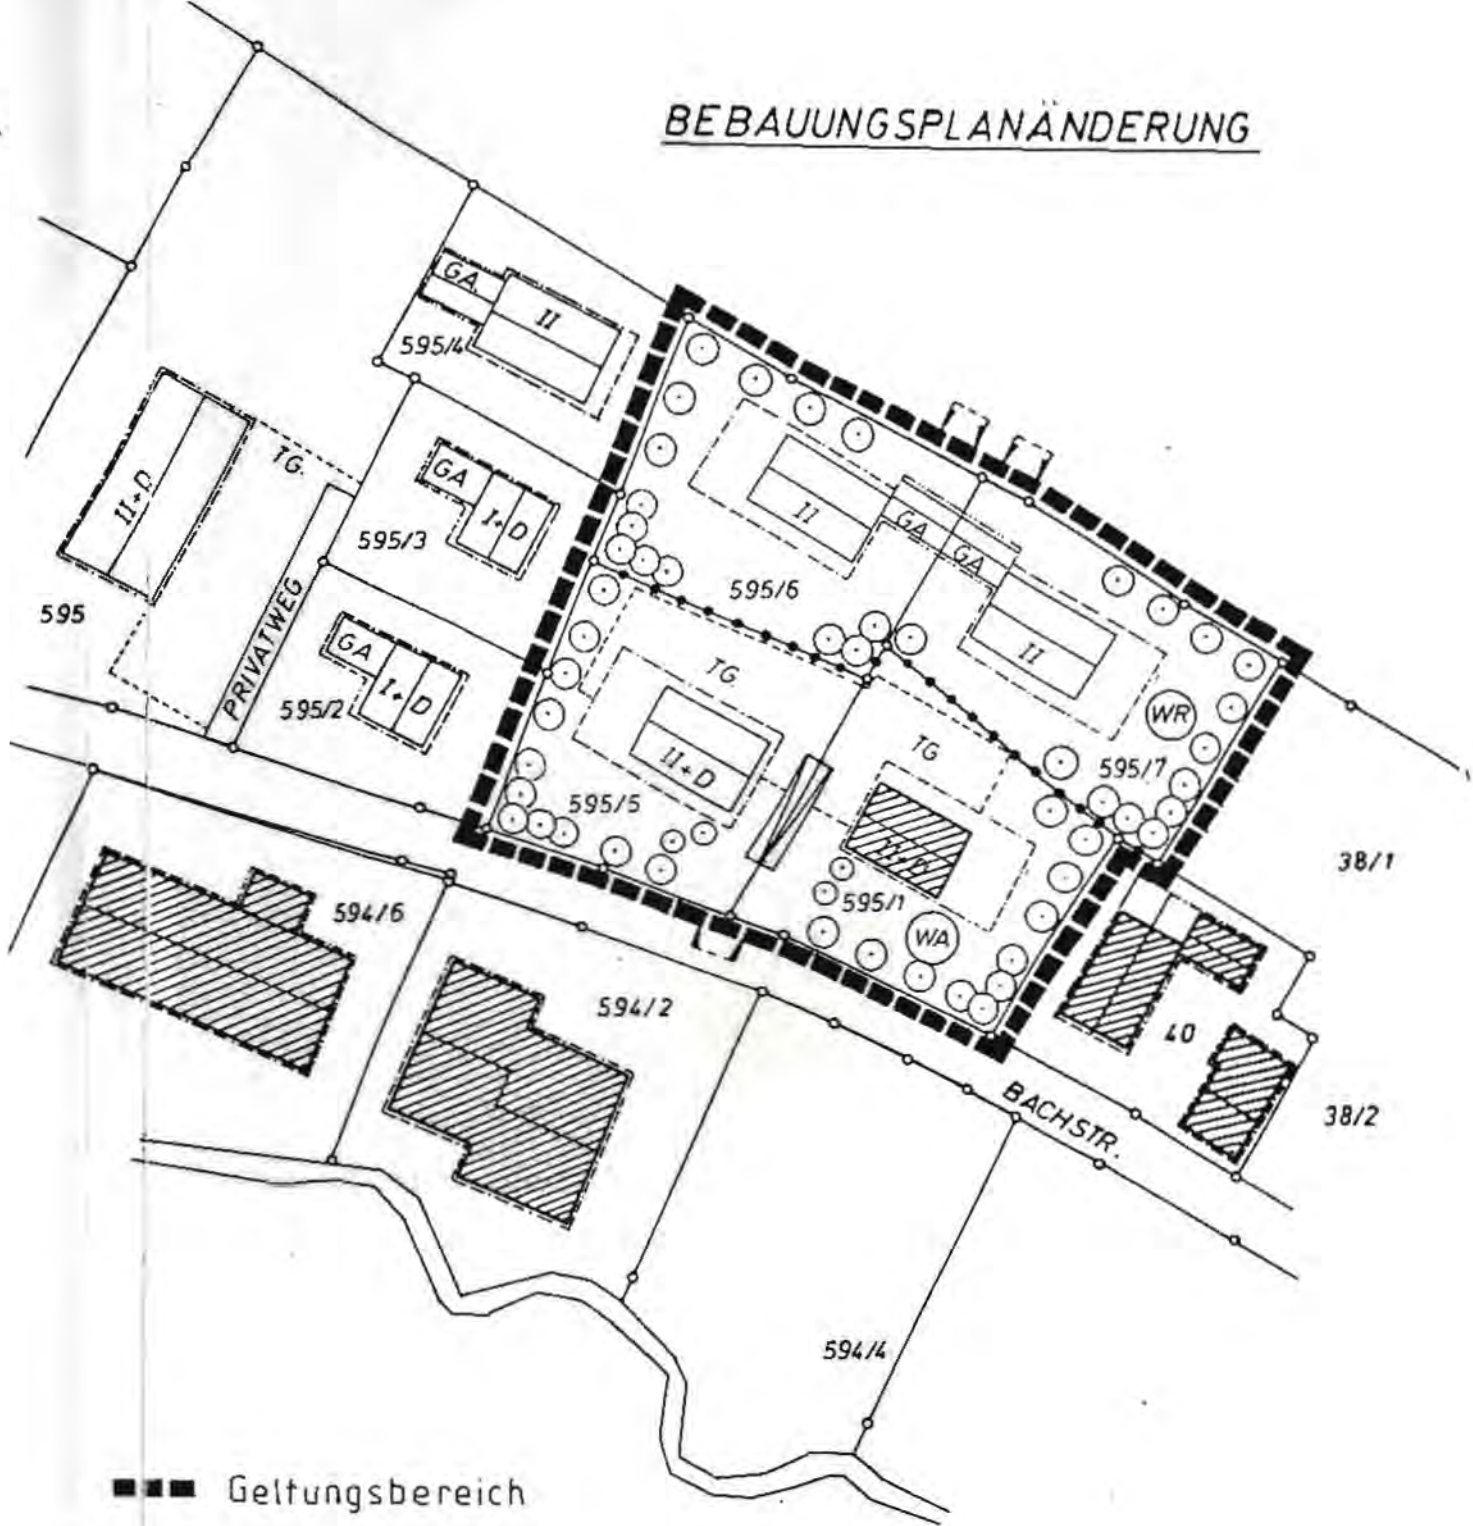 BEBAUUNGSPLANÄNDERUNG
GA.
II
595/4
TG.
GA
II+D
I+D
595/3
II
GA
GA
595/6
595
PRIVATWEG
GA
I+D
595/2
TG.
II
WR
II+D
TG
595/7
595/5
II+D
38/1
594/6
595/1
WA
594/2
40
BACHSTR.
38/2
594/4
Geltungsbereich